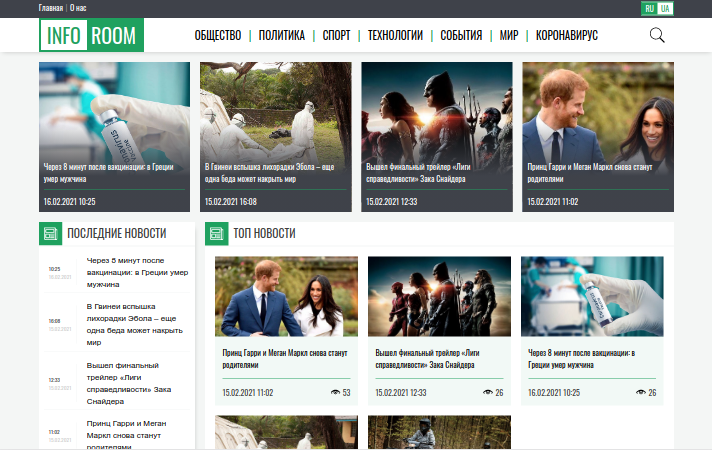 Главная | О нас
RU UA
INFO ROOM
ОБЩЕСТВО | ПОЛИТИКА | СПОРТ | ТЕХНОЛОГИИ | СОБЫТИЯ | МИР | КОРОНАВИРУС
Через 8 минут после вакцинации: в Греции
умер мужчина
16.02.2021 10:25
В Гвинеи вспышка лихорадки Эбола – еще
одна беда может накрыть мир
15.02.2021 16:08
Вышел финальный трейлер «Лиги
справедливости» Зака Снайдера
15.02.2021 12:33
Принц Гарри и Меган Маркл снова станут
родителями
15.02.2021 11:02
ПОСЛЕДНИЕ НОВОСТИ
10:25
16.02.2021
Через 8 минут после
вакцинации: в Греции умер
мужчина
16:08
15.02.2021
В Гвинеи вспышка
лихорадки Эбола – еще
одна беда может накрыть
мир
12:33
15.02.2021
Вышел финальный
трейлер «Лиги
справедливости» Зака
Снайдера
11:02
15.02.2021
Принц Гарри и Меган
Маркл снова станут
родителями
ТОП НОВОСТИ
Принц Гарри и Меган Маркл снова станут
родителями
15.02.2021 11:02 53
Вышел финальный трейлер «Лиги
справедливости» Зака Снайдера
15.02.2021 12:33 26
Через 8 минут после вакцинации: в
Греции умер мужчина
16.02.2021 10:25 26